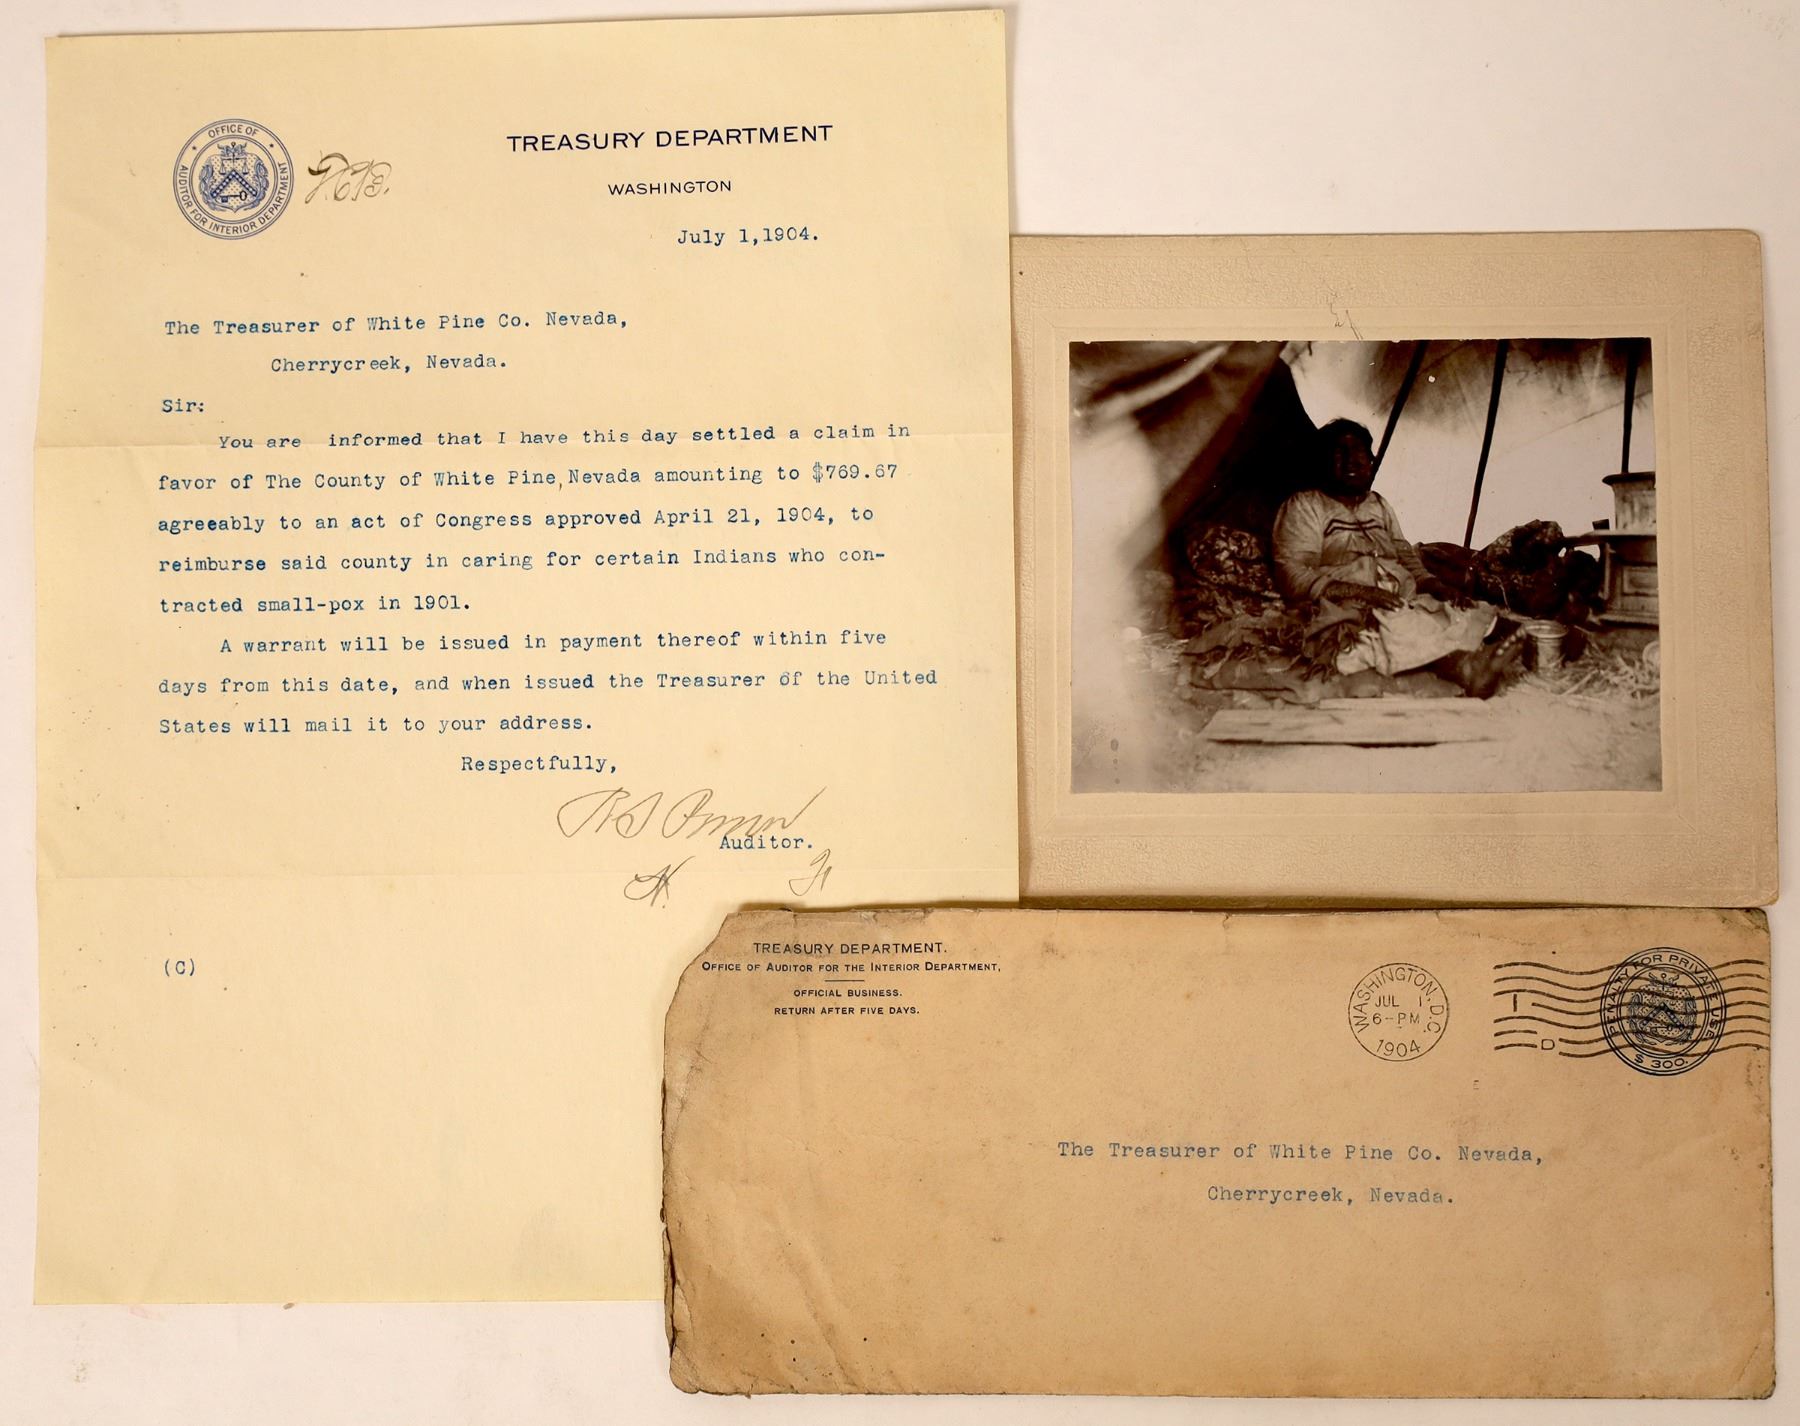 OFFICE OF
AUDITOR FOR INTERIOR DEPARTMENT
TREASURY DEPARTMENT
WASHINGTON
July 1,1904.
The Treasurer of White Pine Co. Nevada,
Cherrycreek, Nevada.
Sir:
You are informed that I have this day settled a claim in
favor of The County of White Pine, Nevada amounting to $769.67
agreeably to an act of Congress approved April 21, 1904, to
reimburse said county in caring for certain Indians who con-
tracted small-pox in 1901.
A warrant will be issued in payment thereof within five
days from this date, and when issued the Treasurer of the United
States will mail it to your address.
Respectfully,
Auditor.
(C)
TREASURY DEPARTMENT.
OFFICE OF AUDITOR FOR THE INTERIOR DEPARTMENT,
OFFICIAL BUSINESS.
RETURN AFTER FIVE DAYS.
WASHINGTON, D.C.
JUL 1
6-PM
1904
D
PENALTY FOR PRIVATE USE
$ 300.
The Treasurer of White Pine Co. Nevada,
Cherrycreek, Nevada.